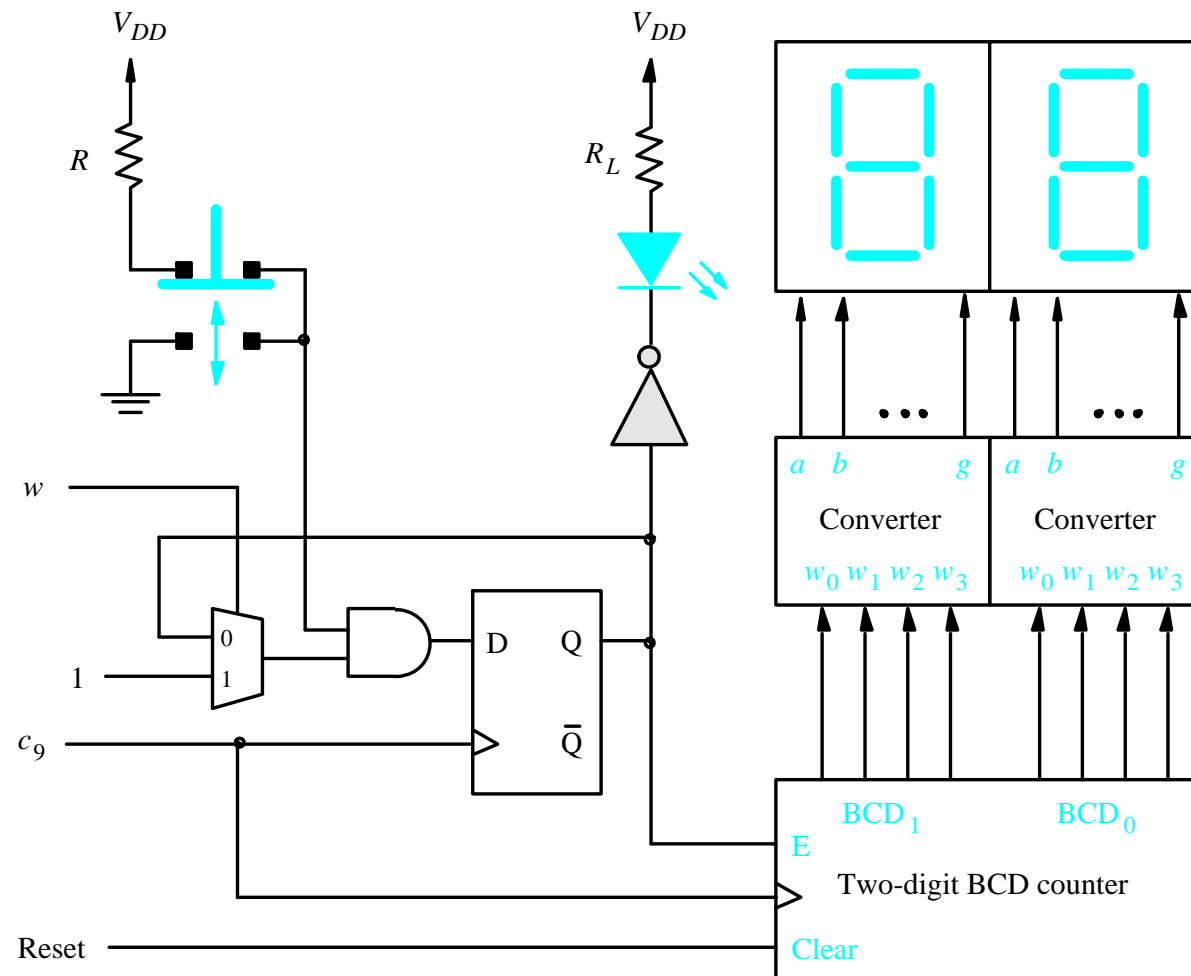 V_DD V_DD
R R_L
a b g a b g
w
Converter Converter
w_0 w_1 w_2 w_3 w_0 w_1 w_2 w_3
0
D Q
1 1
c_9 Q̅
BCD_1 BCD_0
E
Two-digit BCD counter
Reset Clear